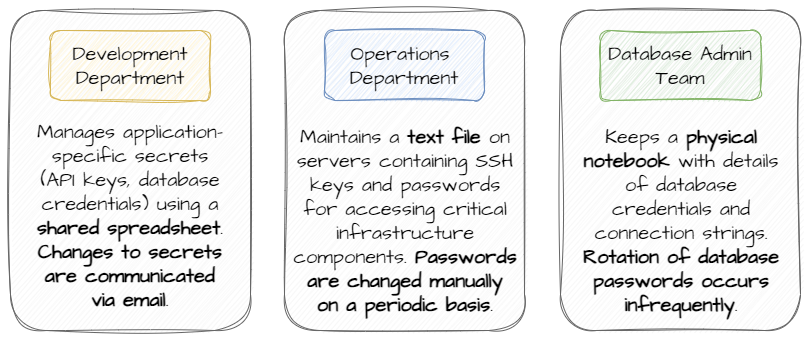 Development
Department
Manages application-
specific secrets
(API keys, database
credentials) using a
shared spreadsheet.
Changes to secrets
are communicated
via email.
Operations
Department
Maintains a text file on
servers containing SSH
keys and passwords
for accessing critical
infrastructure
components. Passwords
are changed manually
on a periodic basis.
Database Admin
Team
Keeps a physical
notebook with details
of database
credentials and
connection strings.
Rotation of database
passwords occurs
infrequently.